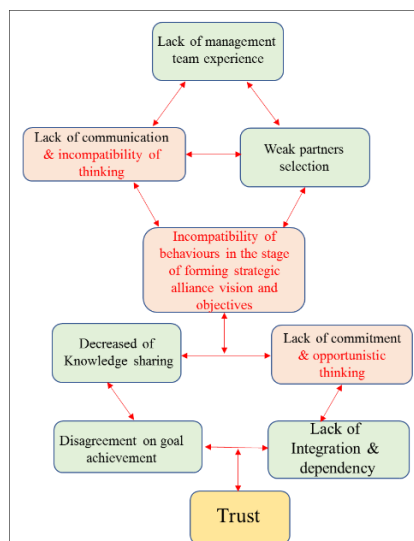 Lack of management
team experience
Lack of communication
& incompatibility of
thinking
Weak partners
selection
Incompatibility of
behaviours in the stage
of forming strategic
alliance vision and
objectives
Decreased of
Knowledge sharing
Lack of commitment
& opportunistic
thinking
Disagreement on goal
achievement
Lack of
Integration &
dependency
Trust